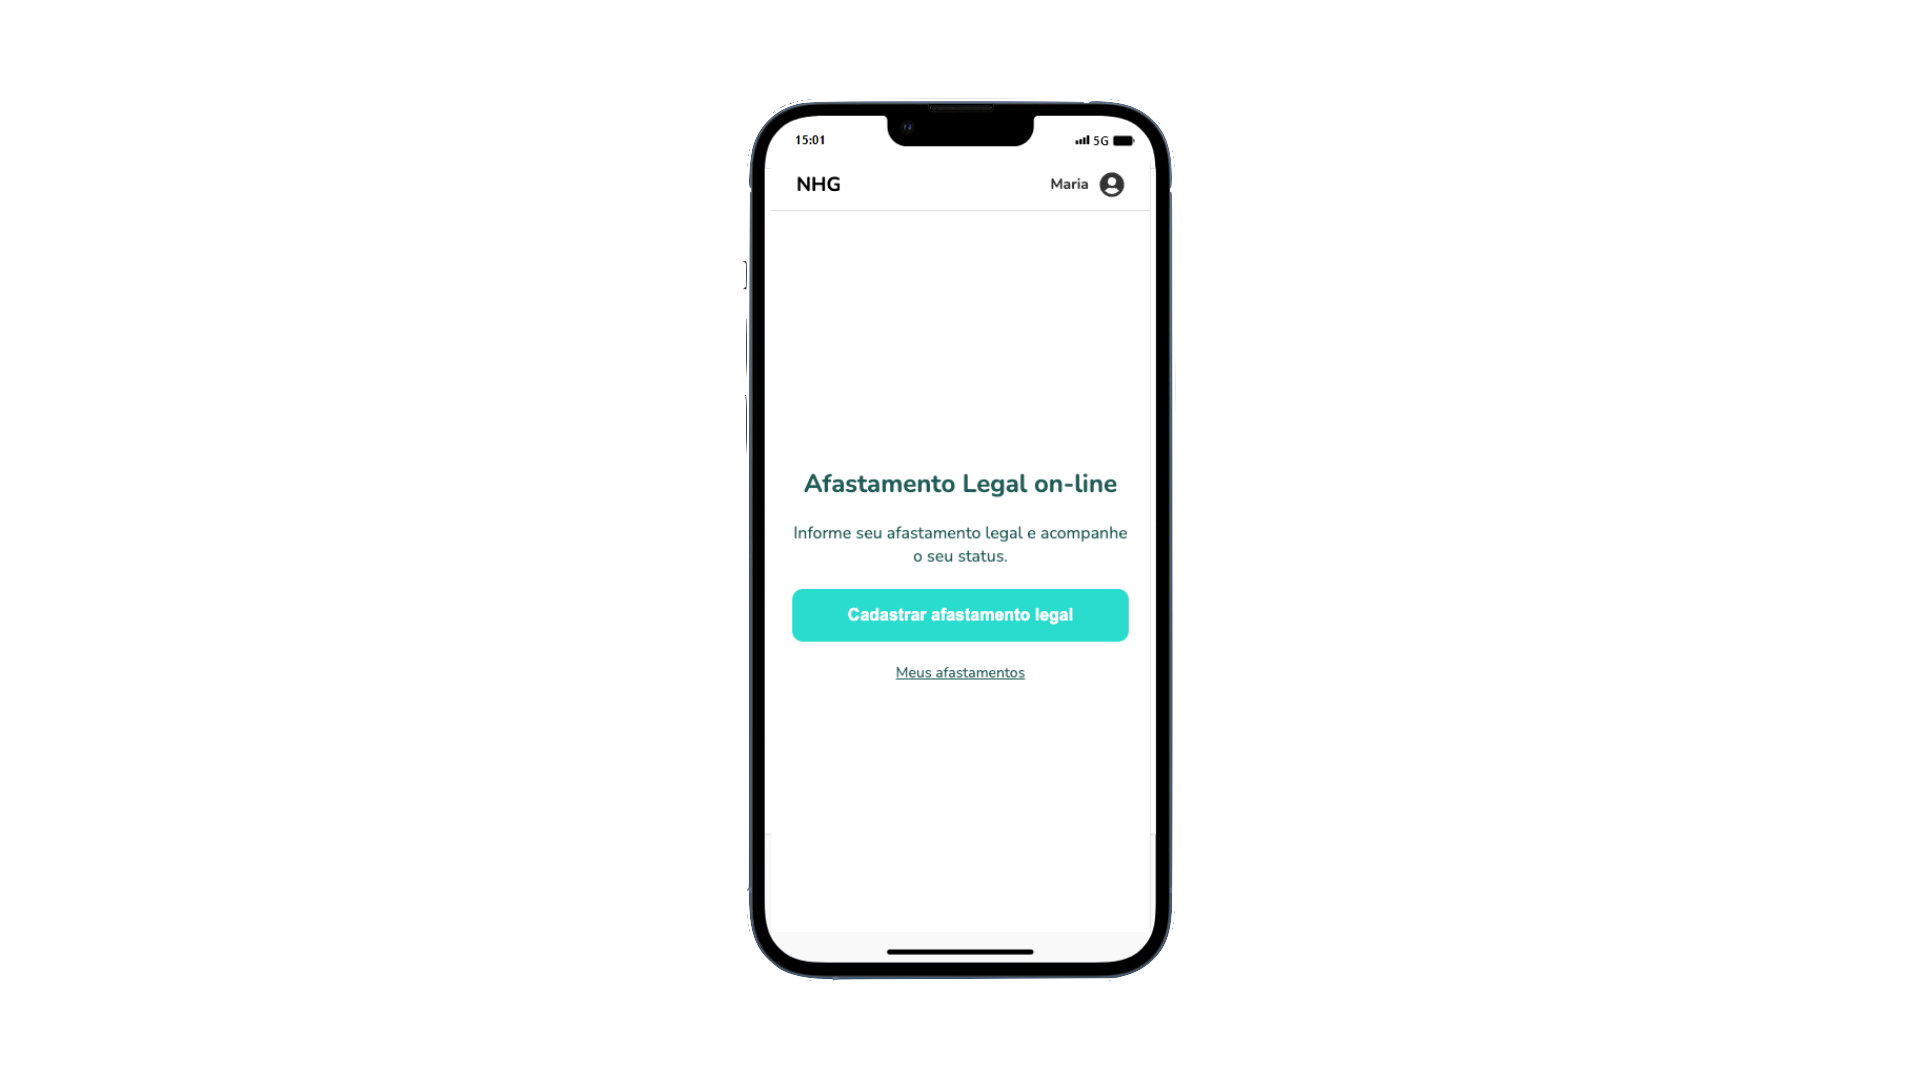 15:01 5G
NHG Maria
Afastamento Legal on-line
Informe seu afastamento legal e acompanhe
o seu status.
Cadastrar afastamento legal
Meus afastamentos